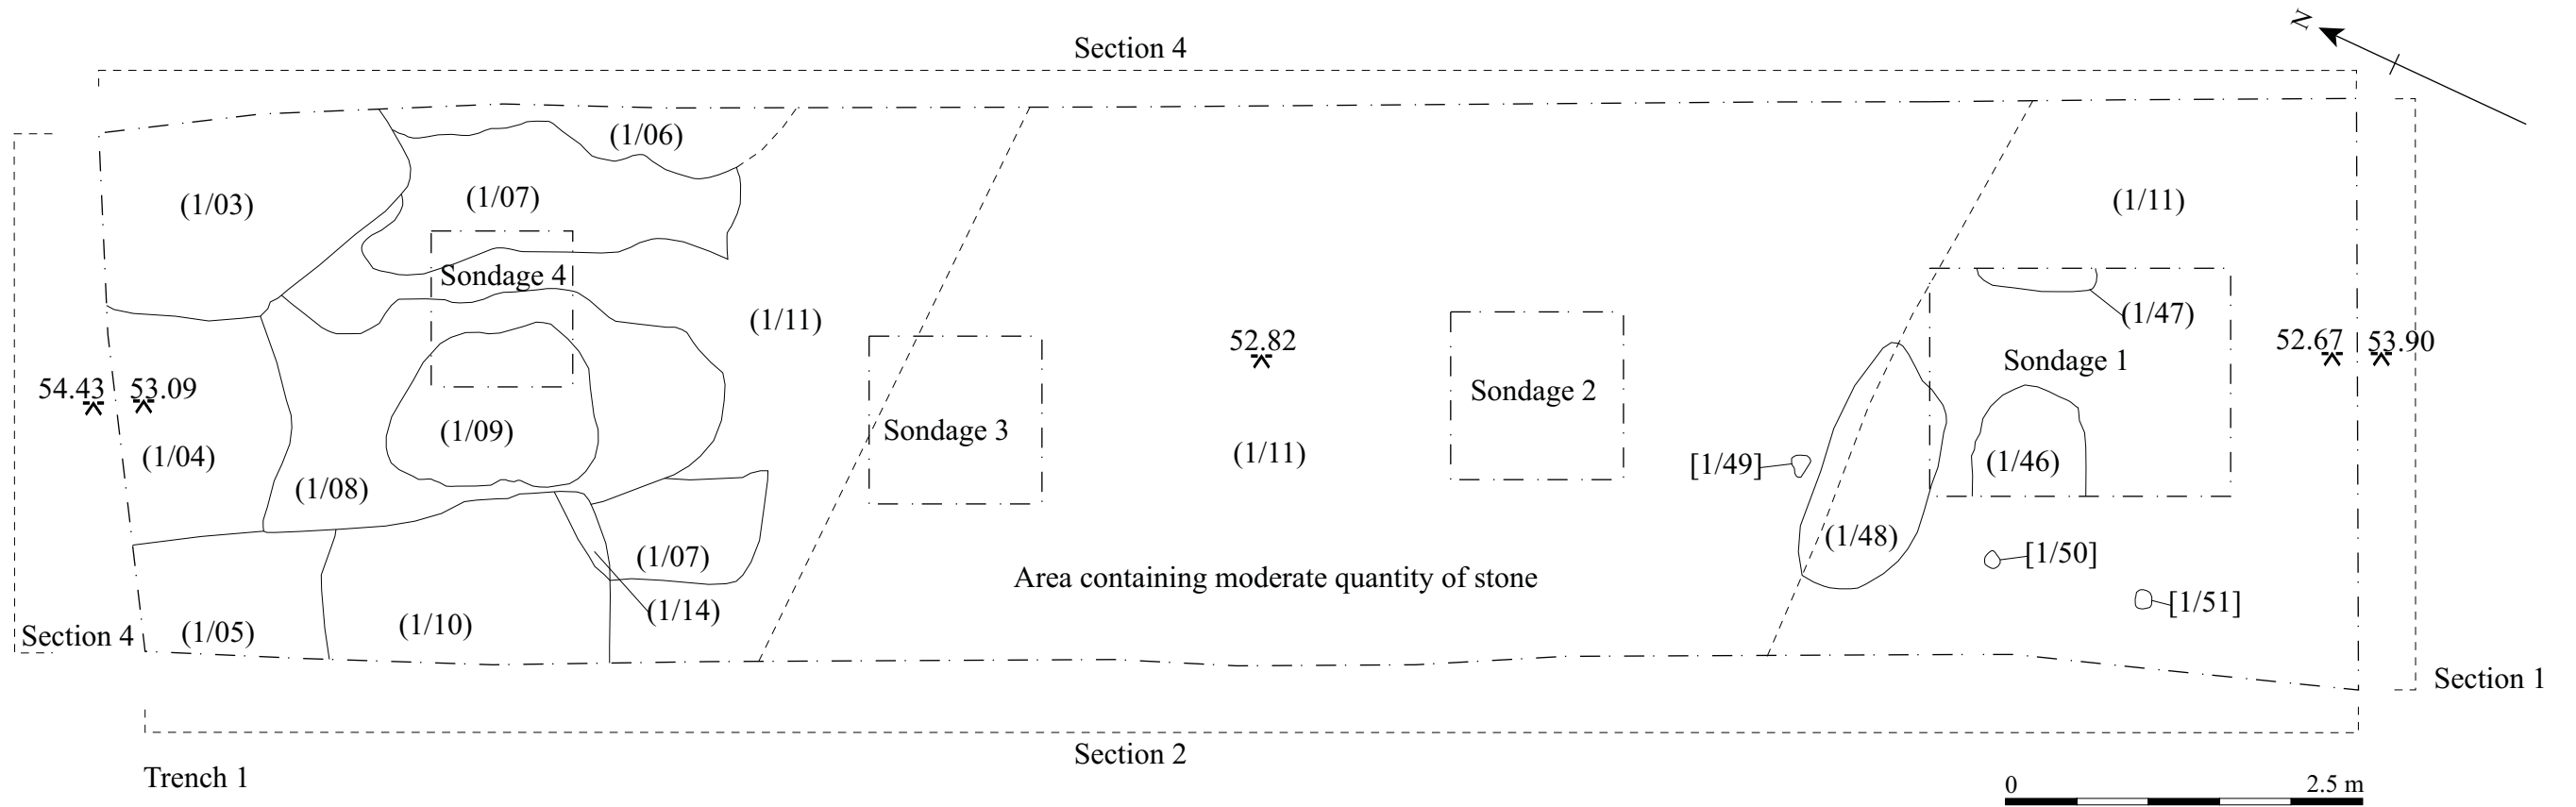 Section 4
N
(1/06)
(1/03)
(1/07)
(1/11)
Sondage 4
(1/47)
(1/11)
52.82
52.67
53.90
Sondage 1
54.43
53.09
Sondage 2
(1/09)
Sondage 3
(1/04)
(1/11)
[1/49]
(1/46)
(1/08)
(1/48)
[1/50]
(1/07)
Area containing moderate quantity of stone
[1/51]
(1/14)
Section 4
(1/05)
(1/10)
Section 1
Section 2
Trench 1
0
2.5 m